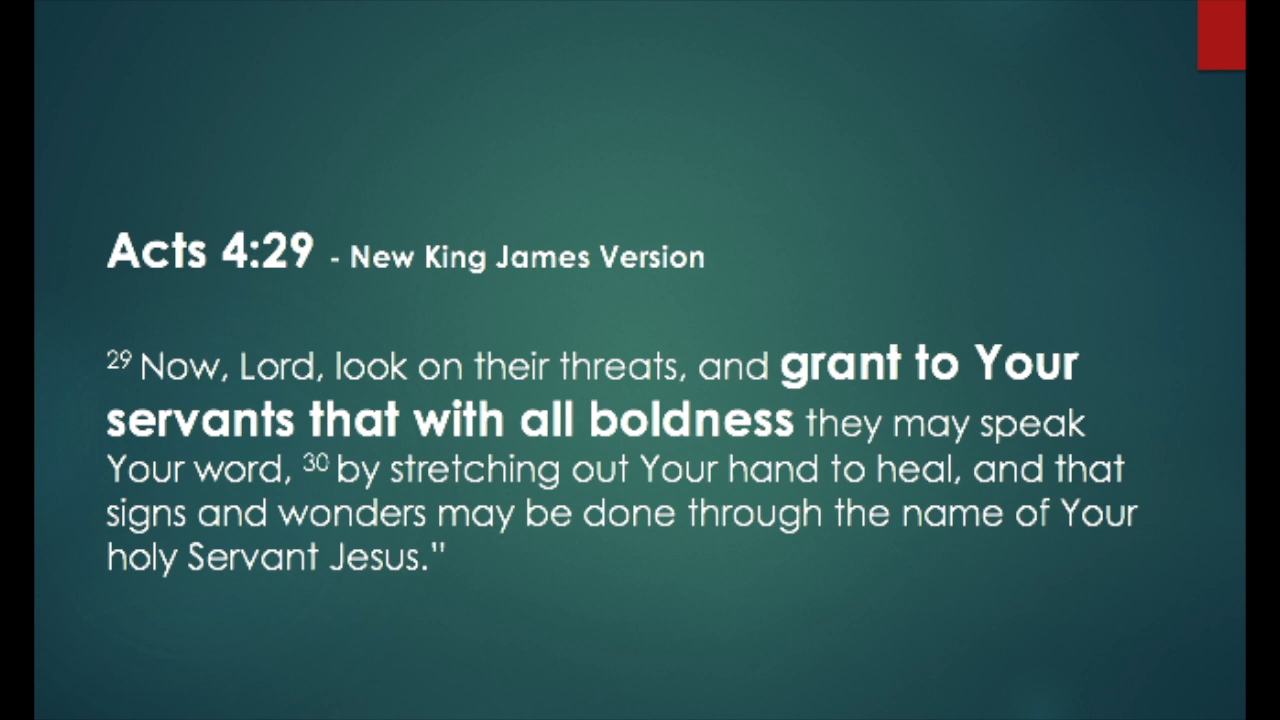 Acts 4:29 - New King James Version
29 Now, Lord, look on their threats, and grant to Your
servants that with all boldness they may speak
Your word, 30 by stretching out Your hand to heal, and that
signs and wonders may be done through the name of Your
holy Servant Jesus."